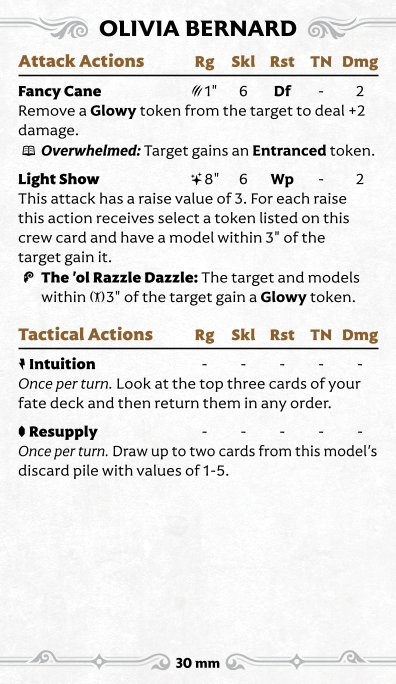 OLIVIA BERNARD
Attack Actions Rg Skl Rst TN Dmg
Fancy Cane 1" 6 Df - 2
Remove a Glowy token from the target to deal +2
damage.
Overwhelmed: Target gains an Entranced token.
Light Show 8" 6 Wp - 2
This attack has a raise value of 3. For each raise
this action receives select a token listed on this
crew card and have a model within 3" of the
target gain it.
The 'ol Razzle Dazzle: The target and models
within 3" of the target gain a Glowy token.
Tactical Actions Rg Skl Rst TN Dmg
Intuition - - - - -
Once per turn. Look at the top three cards of your
fate deck and then return them in any order.
Resupply - - - - -
Once per turn. Draw up to two cards from this model's
discard pile with values of 1-5.
30 mm